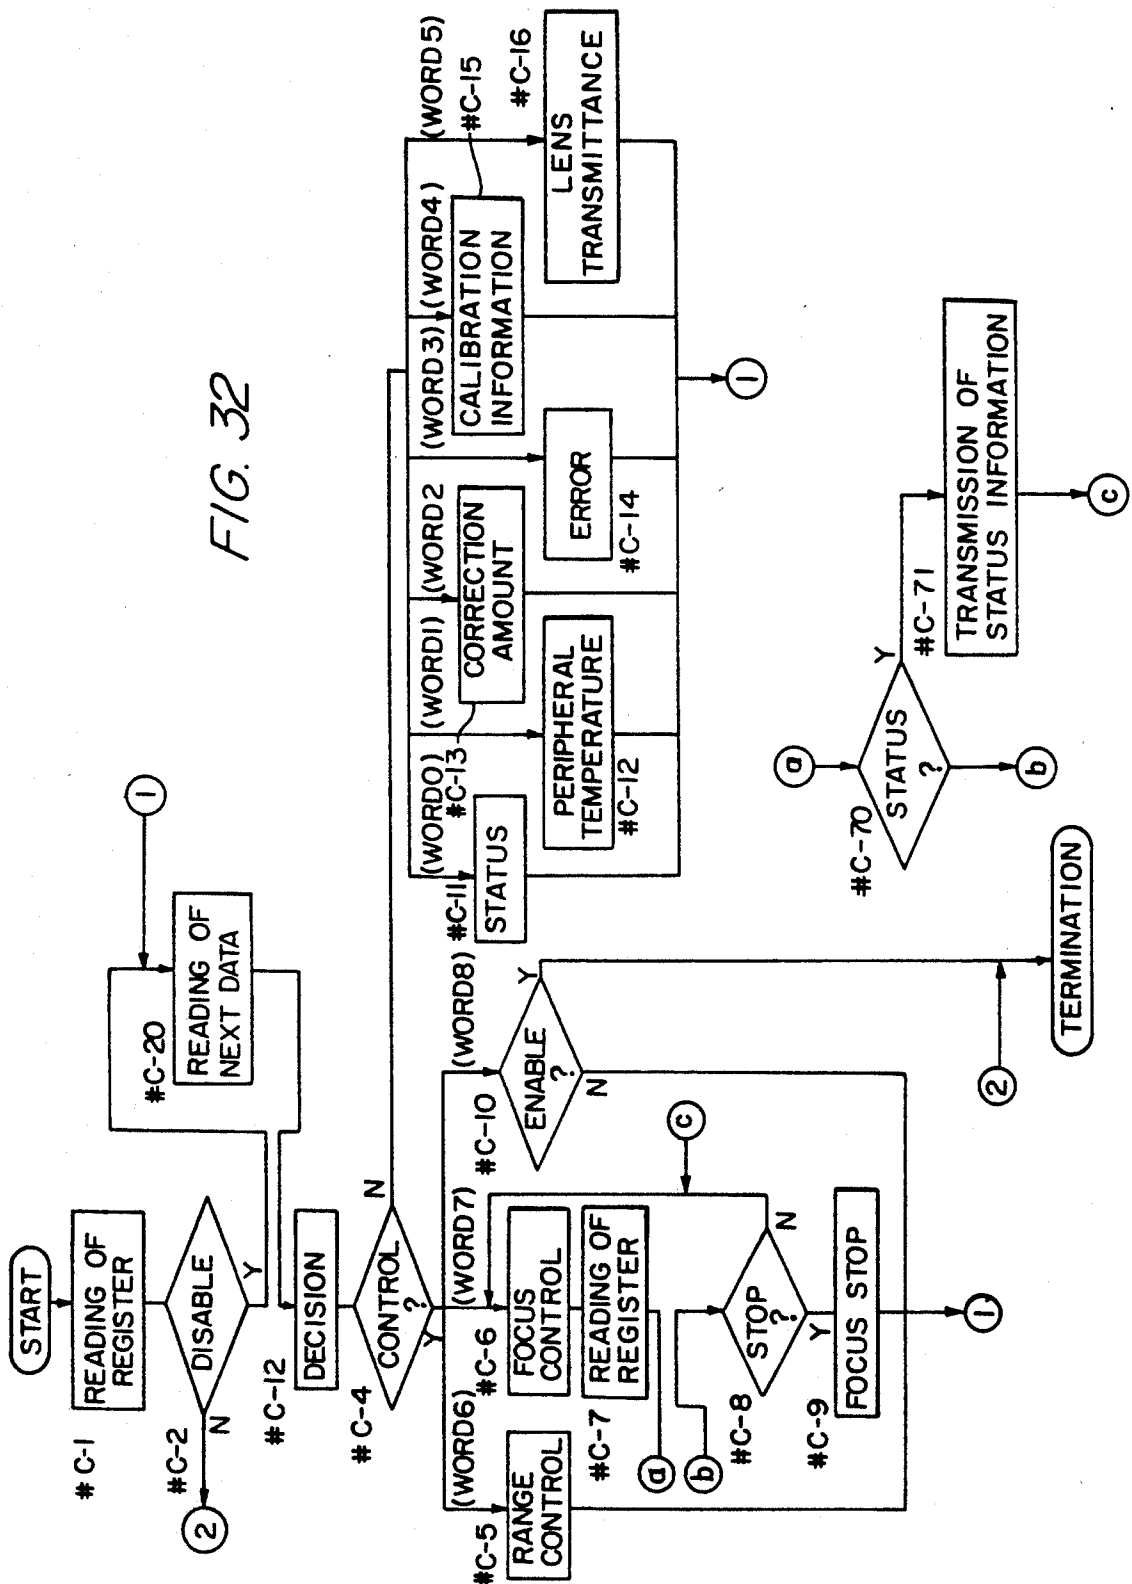 FIG. 32
START
#C-1
READING OF
REGISTER
#C-2
DISABLE
N
Y
2
#C-20
READING OF
NEXT DATA
1
#C-12
DECISION
#C-4
CONTROL
?
N
Y
(WORD6)
(WORD7)
(WORD8)
#C-5
RANGE
CONTROL
#C-6
FOCUS
CONTROL
#C-7
READING OF
REGISTER
a
b
#C-8
STOP
?
N
Y
c
#C-9
FOCUS STOP
1
#C-10
ENABLE
?
Y
N
2
TERMINATION
(WORD0)
(WORD1)
(WORD2
(WORD3)
(WORD4)
(WORD5)
#C-11
STATUS
#C-12
PERIPHERAL
TEMPERATURE
#C-13
CORRECTION
AMOUNT
#C-14
ERROR
#C-15
CALIBRATION
INFORMATION
#C-16
LENS
TRANSMITTANCE
1
a
#C-70
STATUS
?
Y
b
#C-71
TRANSMISSION OF
STATUS INFORMATION
c